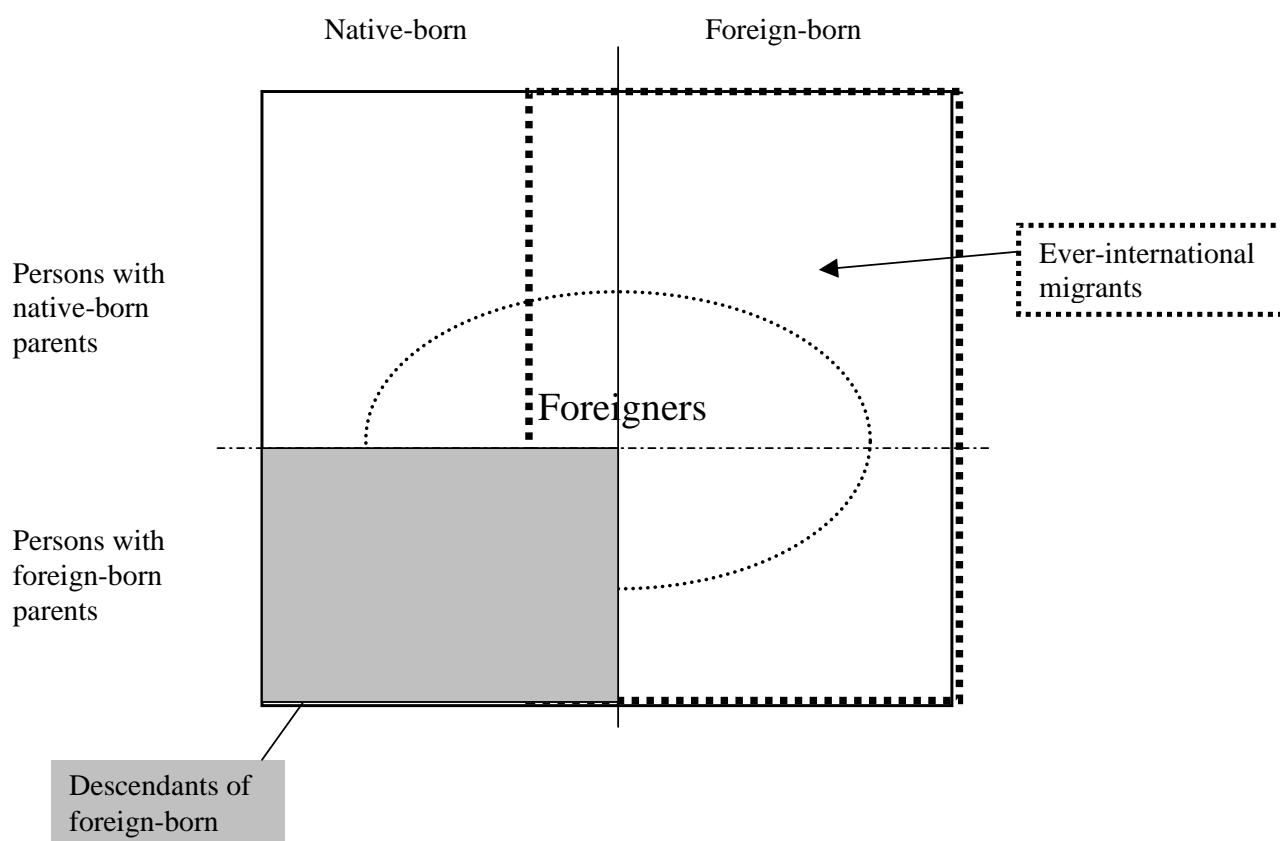 Native-born
Foreign-born
Ever-international
migrants
Persons with
native-born
parents
Foreigners
Persons with
foreign-born
parents
Descendants of
foreign-born